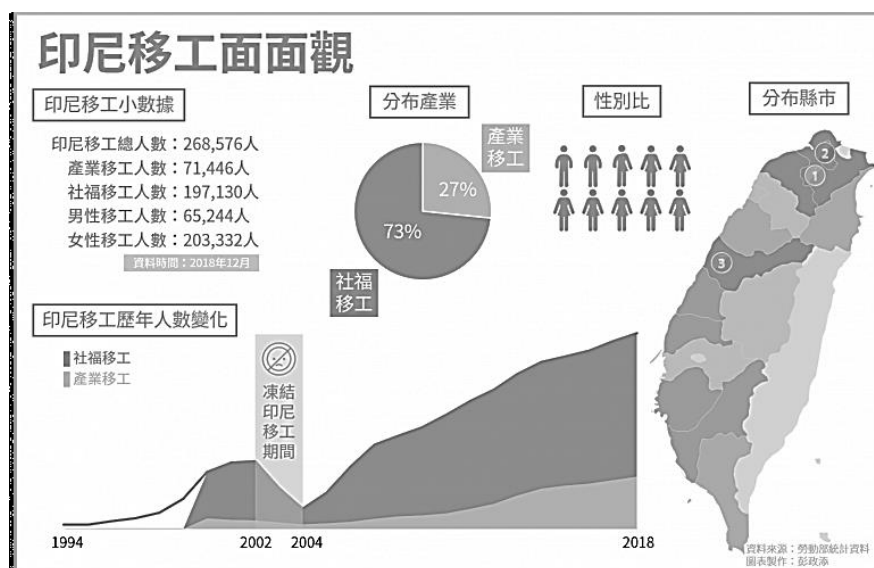 印尼移工面面觀
印尼移工小數據
印尼移工總人數：268,576人
產業移工人數：71,446人
社福移工人數：197,130人
男性移工人數：65,244人
女性移工人數：203,332人
資料時間：2018年12月
分布產業
產業
移工
27%
73%
社福
移工
性別比
分布縣市
2
1
3
印尼移工歷年人數變化
社福移工
產業移工
凍結
印尼
移工
期間
1994
2002
2004
2018
資料來源：勞動部統計資料
圖表製作：彭政添